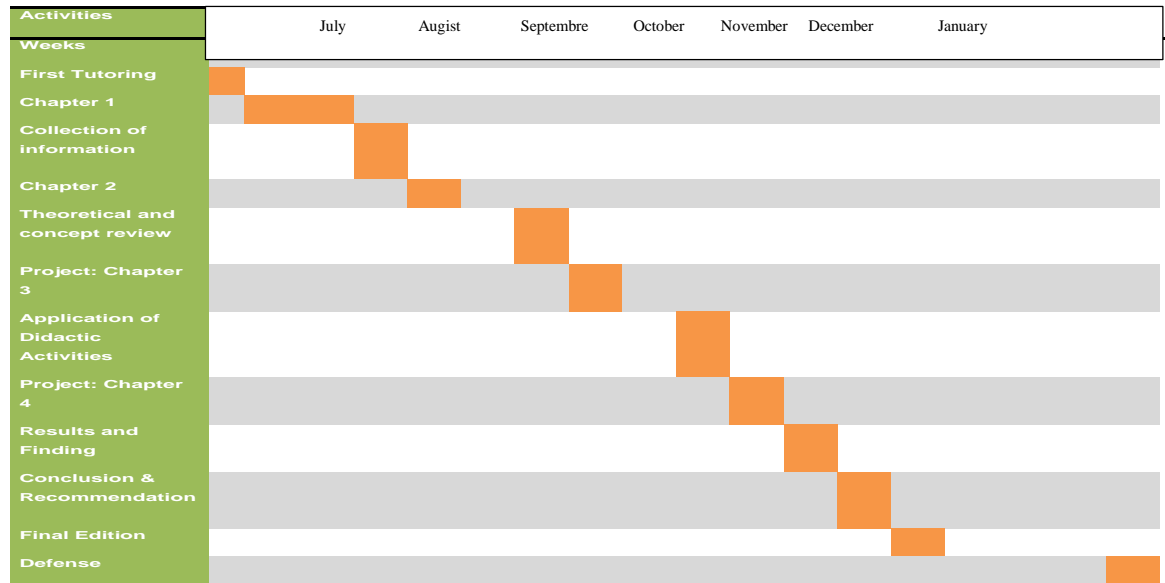 Activities
July Augist Septembre October November December January
Weeks
First Tutoring
Chapter 1
Collection of
information
Chapter 2
Theoretical and
concept review
Project: Chapter
3
Application of
Didactic
Activities
Project: Chapter
4
Results and
Finding
Conclusion &
Recommendation
Final Edition
Defense